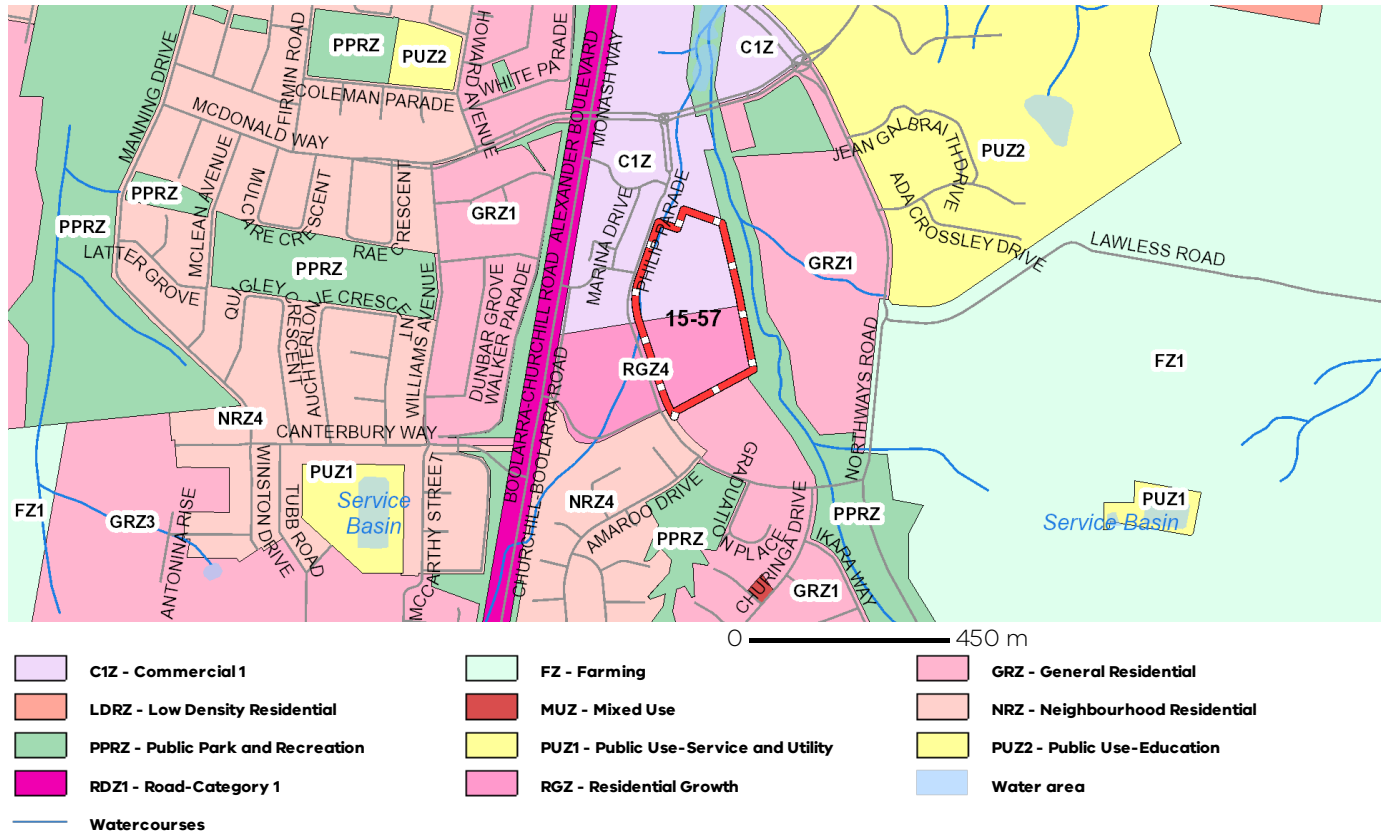 HOWARD AVENUE
C1Z
PPRZ
PUZ2
MANNING DRIVE
FIRMIN ROAD
WHITE PARADE
COLEMAN PARADE
MONASH WAY
MCDONALD WAY
C1Z
JEAN GALBRAITH DRIVE
PUZ2
PPRZ
MCLEAN AVENUE
MULCARE CRESCENT
RAE CRESCENT
GRZ1
ADA CROSSLEY DRIVE
PPRZ
LATTER GROVE
PPRZ
MARINA DRIVE
PHILIP PARADE
GRZ1
LAWLESS ROAD
QUIGLEY CRESCENT
AUCHTERLONIE CRESCENT
WILLIAMS AVENUE
DUNBAR GROVE
WALKER PARADE
BOOLARRA-CHURCHILL ROAD ALEXANDER BOULEVARD
15-57
RGZ4
FZ1
NORTHWAYS ROAD
NRZ4
CANTERBURY WAY
CHURCHILL-BOOLARRA ROAD
WINSTON DRIVE
TUBB ROAD
PUZ1
Service
Basin
MCCARTHY STREET
NRZ4
AMAROO DRIVE
GRADUATION PLACE
PPRZ
PUZ1
Service Basin
FZ1
GRZ3
ANTONINA RISE
PPRZ
CHURINGA DRIVE
IKARA WAY
GRZ1
0 450 m
C1Z - Commercial 1
FZ - Farming
GRZ - General Residential
LDRZ - Low Density Residential
MUZ - Mixed Use
NRZ - Neighbourhood Residential
PPRZ - Public Park and Recreation
PUZ1 - Public Use-Service and Utility
PUZ2 - Public Use-Education
RDZ1 - Road-Category 1
RGZ - Residential Growth
Water area
Watercourses